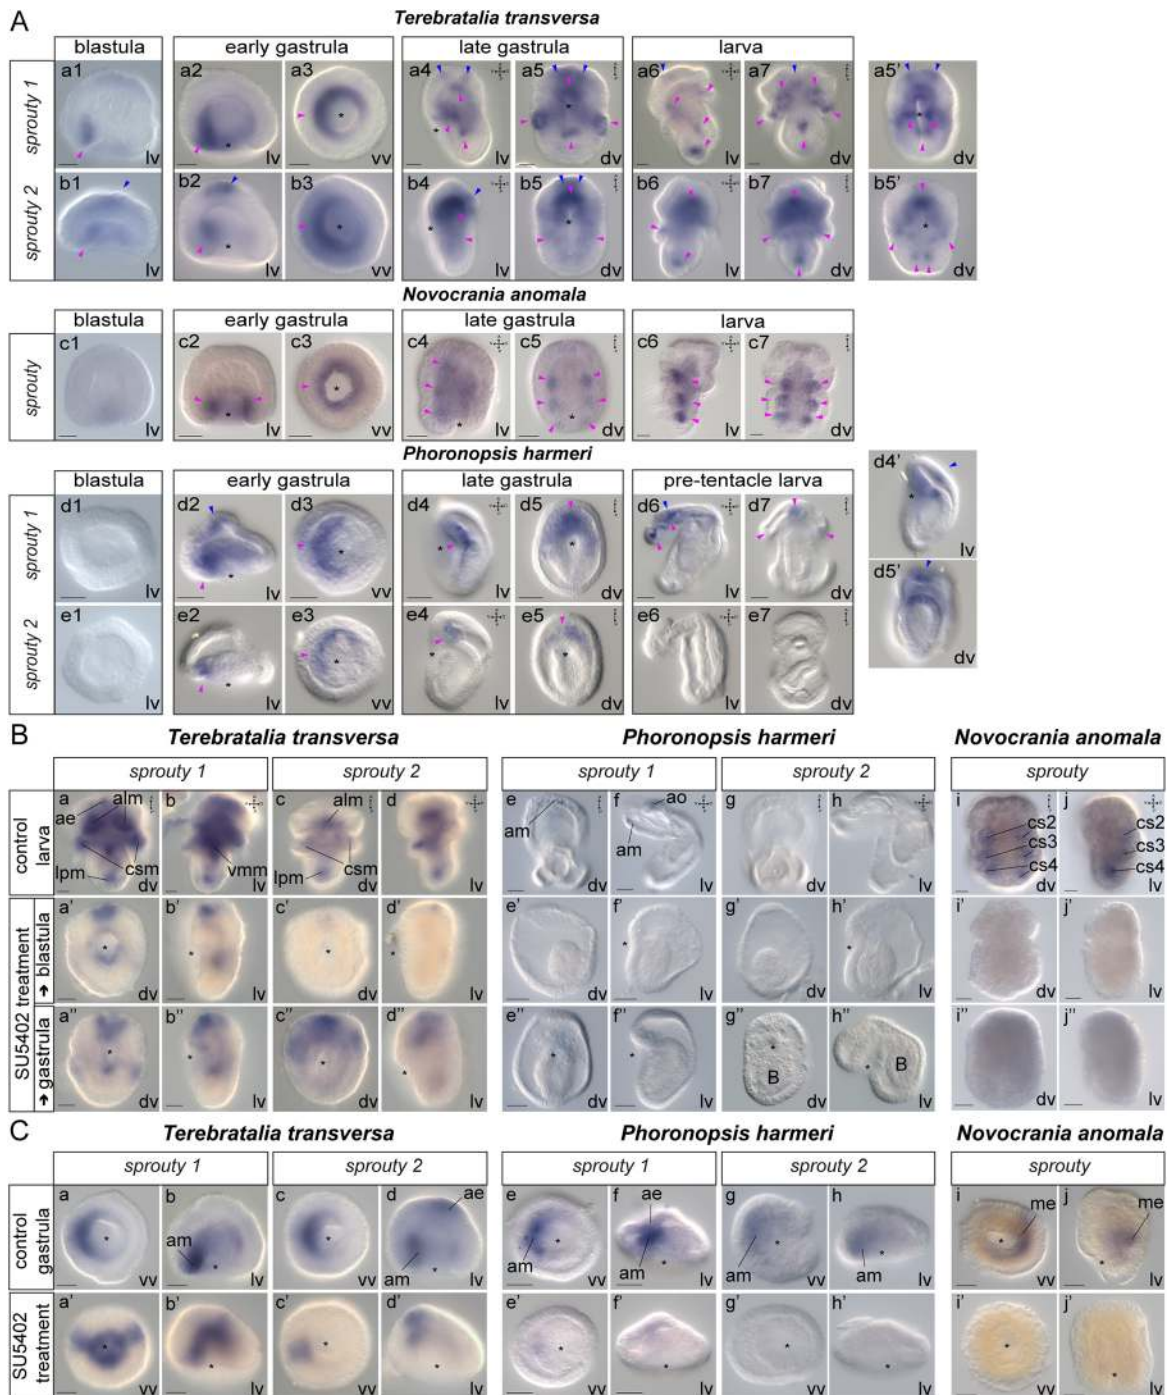 A
Terebratalia transversa
blastula early gastrula late gastrula larva
sprouty 1
a1 lv a2 lv a3 * vv a4 * a5 * dv a6 lv a7 dv a5' * dv
sprouty 2
b1 lv b2 * lv b3 * vv b4 * lv b5 * dv b6 lv b7 dv b5' * dv
Novocrania anomala
blastula early gastrula late gastrula larva
sprouty
c1 lv c2 * lv c3 * vv c4 * lv c5 * dv c6 lv c7 dv
Phoronopsis harmeri
blastula early gastrula late gastrula pre-tentacle larva
sprouty 1
d1 lv d2 * lv d3 * vv d4 * lv d5 * dv d6 lv d7 dv d4' * lv
d5' dv
sprouty 2
e1 lv e2 * lv e3 * vv e4 * lv e5 * dv e6 lv e7 dv
B
Terebratalia transversa Phoronopsis harmeri Novocrania anomala
sprouty 1 sprouty 2 sprouty 1 sprouty 2 sprouty
control larva
a ae alm lpm csm dv b vmm lv c alm lpm csm dv d lv e am dv f ao am lv g dv h lv i cs2 cs3 cs4 dv j cs2 cs3 cs4 lv
SU5402 treatment
➔ blastula
a' * dv b' * lv c' * dv d' * lv e' dv f' * lv g' dv h' * lv i' dv j' lv
➔ gastrula
a'' * dv b'' * lv c'' * dv d'' * lv e'' * dv f'' * lv g'' * B dv h'' * B lv i'' dv j'' lv
C
Terebratalia transversa Phoronopsis harmeri Novocrania anomala
sprouty 1 sprouty 2 sprouty 1 sprouty 2 sprouty
control gastrula
a * vv b am * lv c * vv d ae am * lv e am * vv f ae am * lv g am * vv h am * lv i me * vv j me * lv
SU5402 treatment
a' * vv b' * lv c' * vv d' * lv e' * vv f' * lv g' * vv h' * lv i' * vv j' * lv